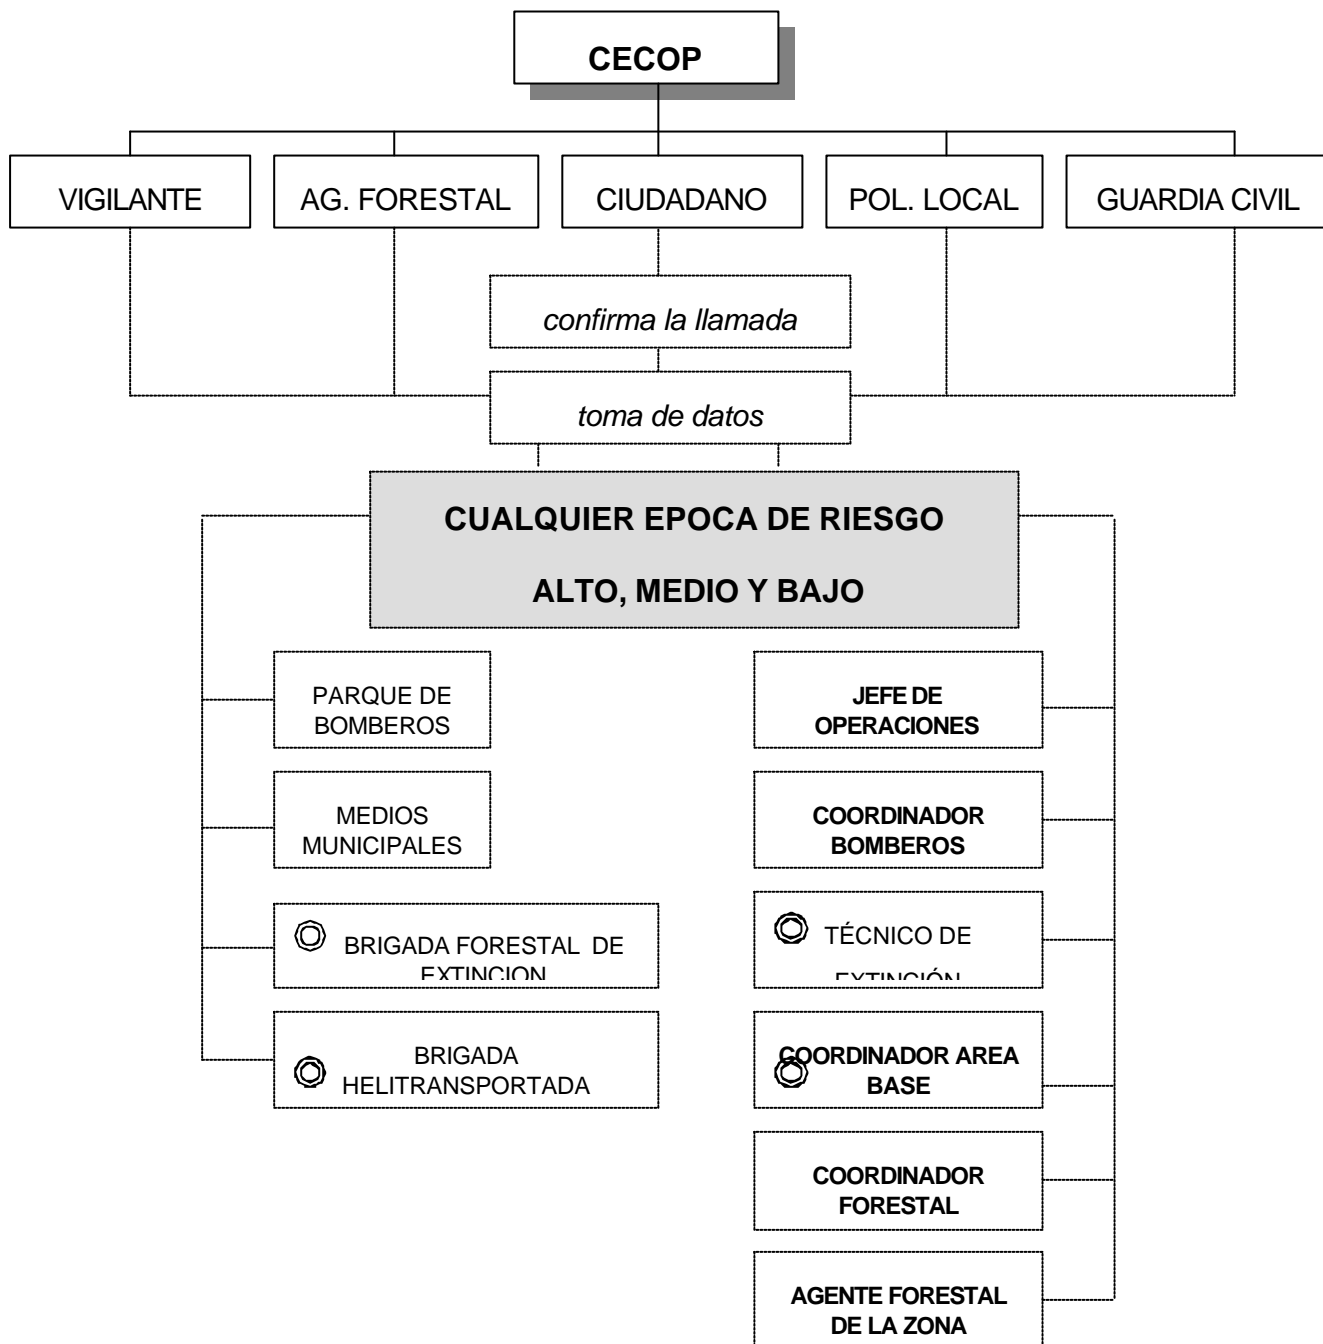 CECOP
VIGILANTE
AG. FORESTAL
CIUDADANO
POL. LOCAL
GUARDIA CIVIL
confirma la llamada
toma de datos
CUALQUIER EPOCA DE RIESGO
ALTO, MEDIO Y BAJO
PARQUE DE
BOMBEROS
MEDIOS
MUNICIPALES
BRIGADA FORESTAL DE
EXTINCION
BRIGADA
HELITRANSPORTADA
JEFE DE
OPERACIONES
COORDINADOR
BOMBEROS
TÉCNICO DE
EXTINCIÓN
COORDINADOR AREA
BASE
COORDINADOR
FORESTAL
AGENTE FORESTAL
DE LA ZONA